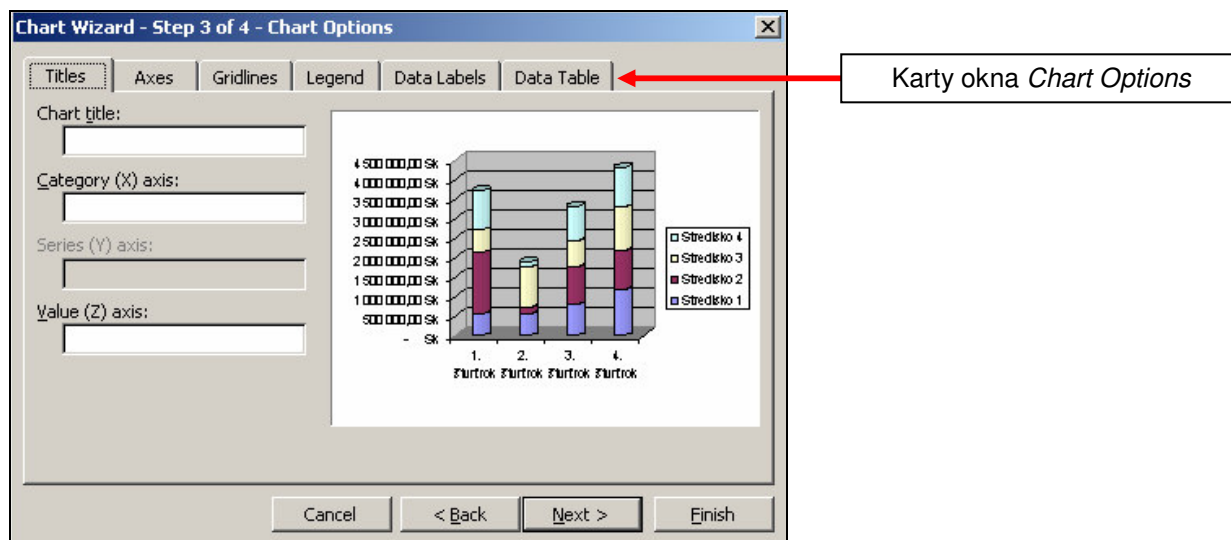 Chart Wizard - Step 3 of 4 - Chart Options
Titles Axes Gridlines Legend Data Labels Data Table
Karty okna Chart Options
Chart title:
Category (X) axis:
Series (Y) axis:
Value (Z) axis:
4 500 000,00 Sk
4 000 000,00 Sk
3 500 000,00 Sk
3 000 000,00 Sk
2 500 000,00 Sk
2 000 000,00 Sk
1 500 000,00 Sk
1 000 000,00 Sk
500 000,00 Sk
- Sk
1. 2. 3. 4.
Stredisko 4
Stredisko 3
Stredisko 2
Stredisko 1
Cancel < Back Next > Finish